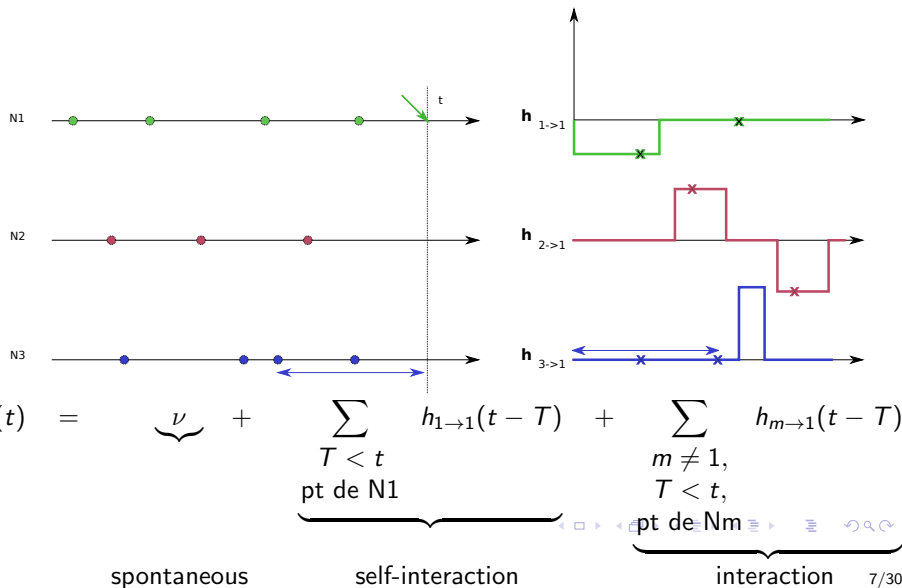 t
N1
h 1->1
N2
h 2->1
N3
h 3->1
(t) = ν + ∑ h1→1(t − T) + ∑ hm→1(t − T)
T < t
pt de N1
m ≠ 1,
T < t,
pt de Nm
spontaneous self-interaction interaction 7/30